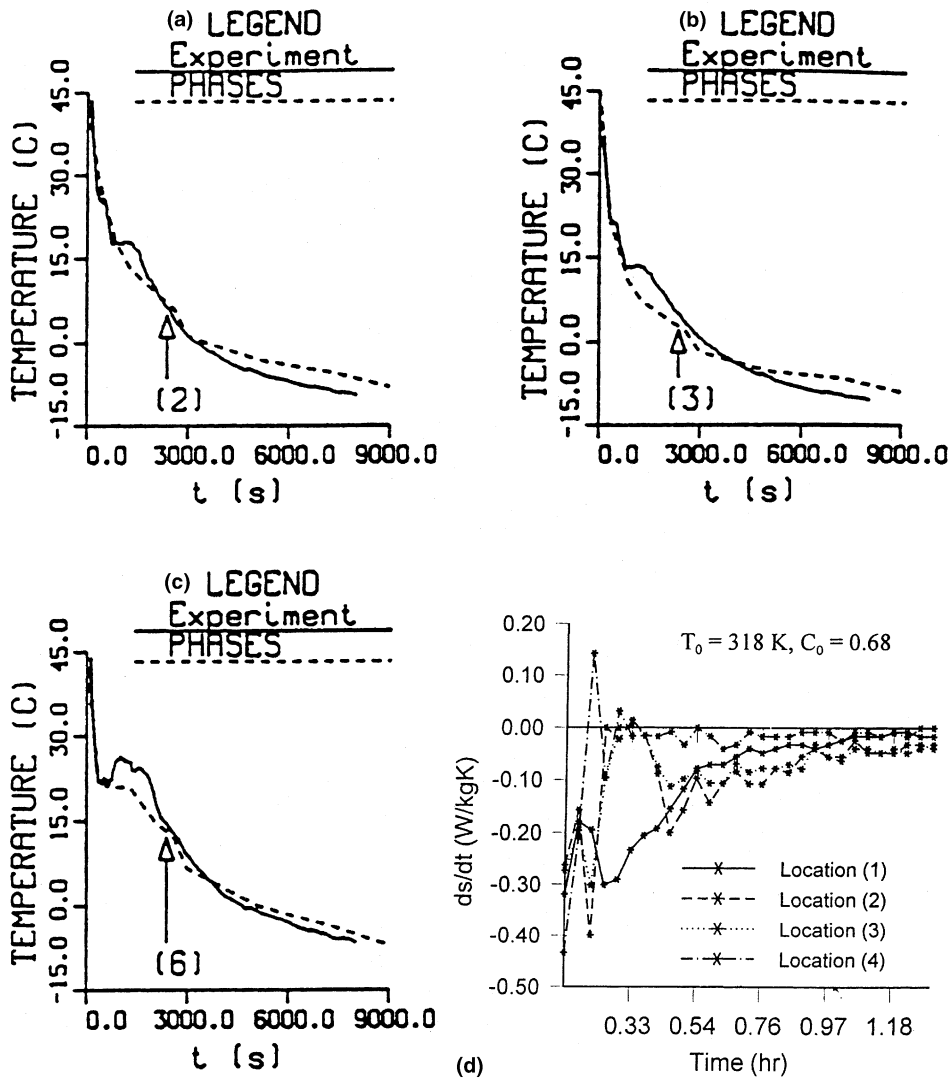 (a) LEGEND
Experiment
PHASES
45.0
30.0
15.0
0.0
-15.0
TEMPERATURE (C)
(2)
0.0 3000.0 6000.0 9000.0
t (s)
(b) LEGEND
Experiment
PHASES
45.0
30.0
15.0
0.0
-15.0
TEMPERATURE (C)
(3)
0.0 3000.0 6000.0 9000.0
t (s)
(c) LEGEND
Experiment
PHASES
45.0
30.0
15.0
0.0
-15.0
TEMPERATURE (C)
(6)
0.0 3000.0 6000.0 9000.0
t (s)
T₀ = 318 K, C₀ = 0.68
0.20
0.10
0.00
-0.10
-0.20
-0.30
-0.40
-0.50
ds/dt (W/kgK)
Location (1)
Location (2)
Location (3)
Location (4)
0.33 0.54 0.76 0.97 1.18
(d) Time (hr)